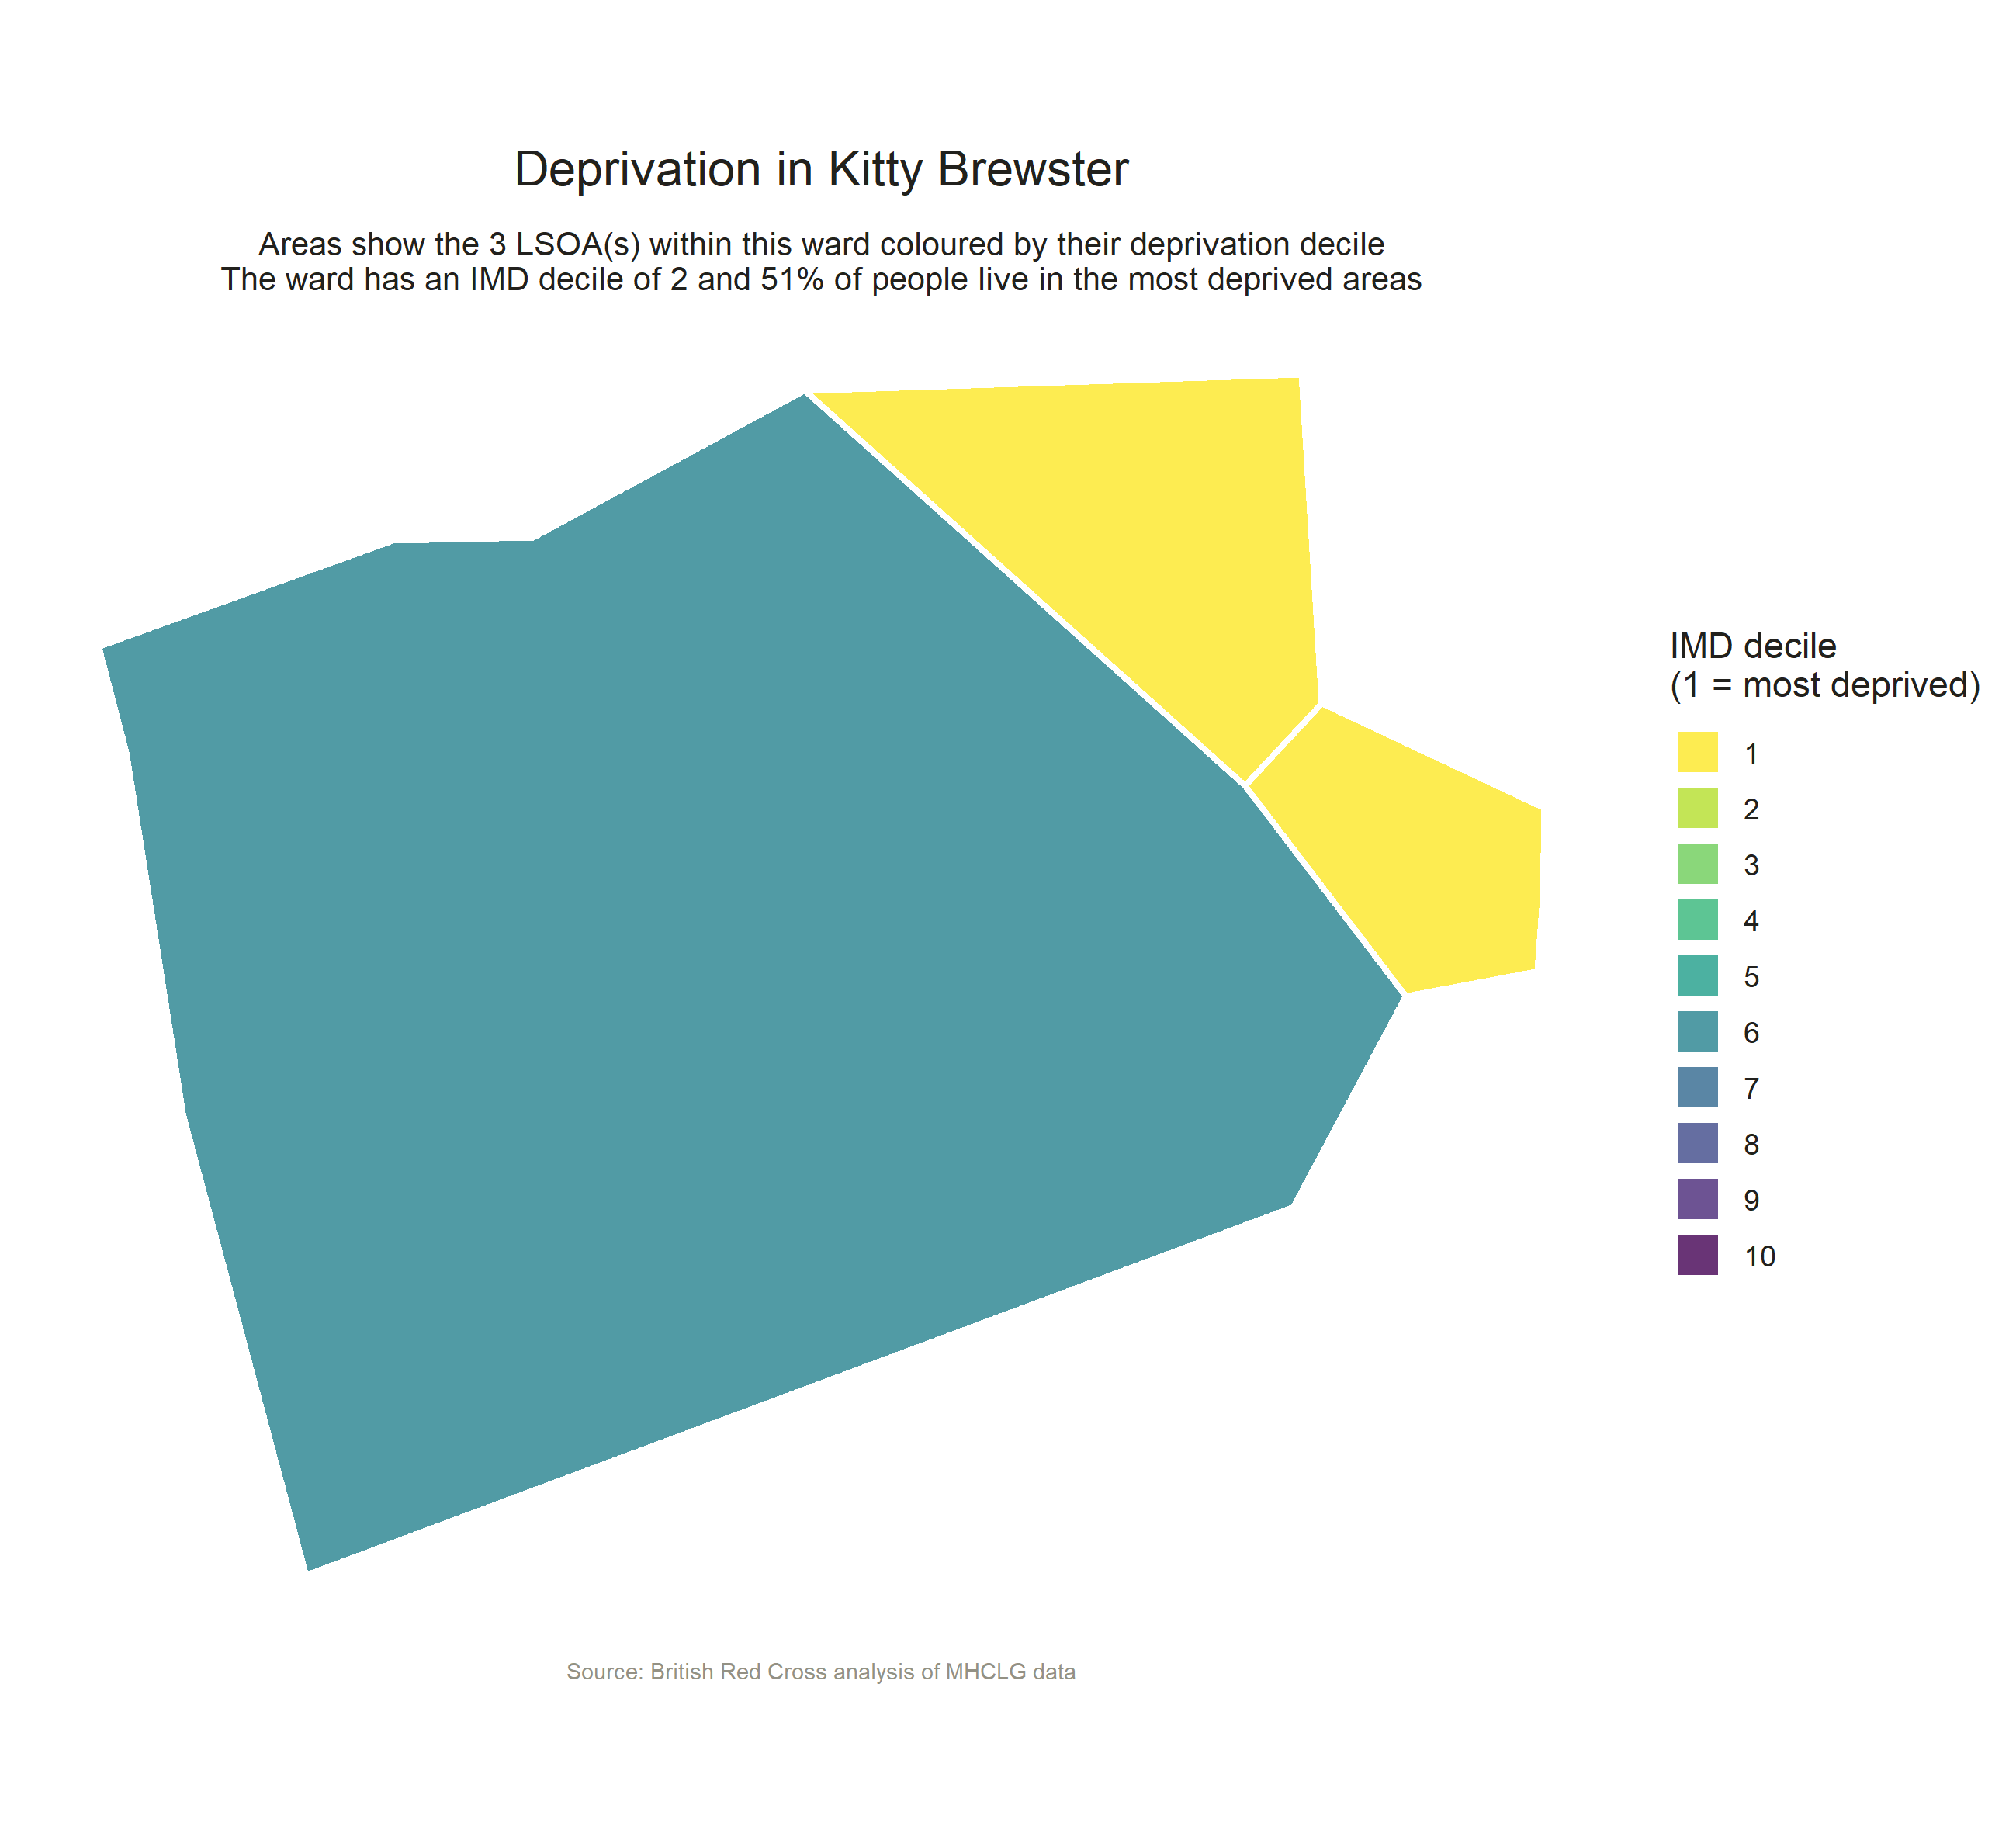 Deprivation in Kitty Brewster
Areas show the 3 LSOA(s) within this ward coloured by their deprivation decile
The ward has an IMD decile of 2 and 51% of people live in the most deprived areas
IMD decile
(1 = most deprived)
1
2
3
4
5
6
7
8
9
10
Source: British Red Cross analysis of MHCLG data